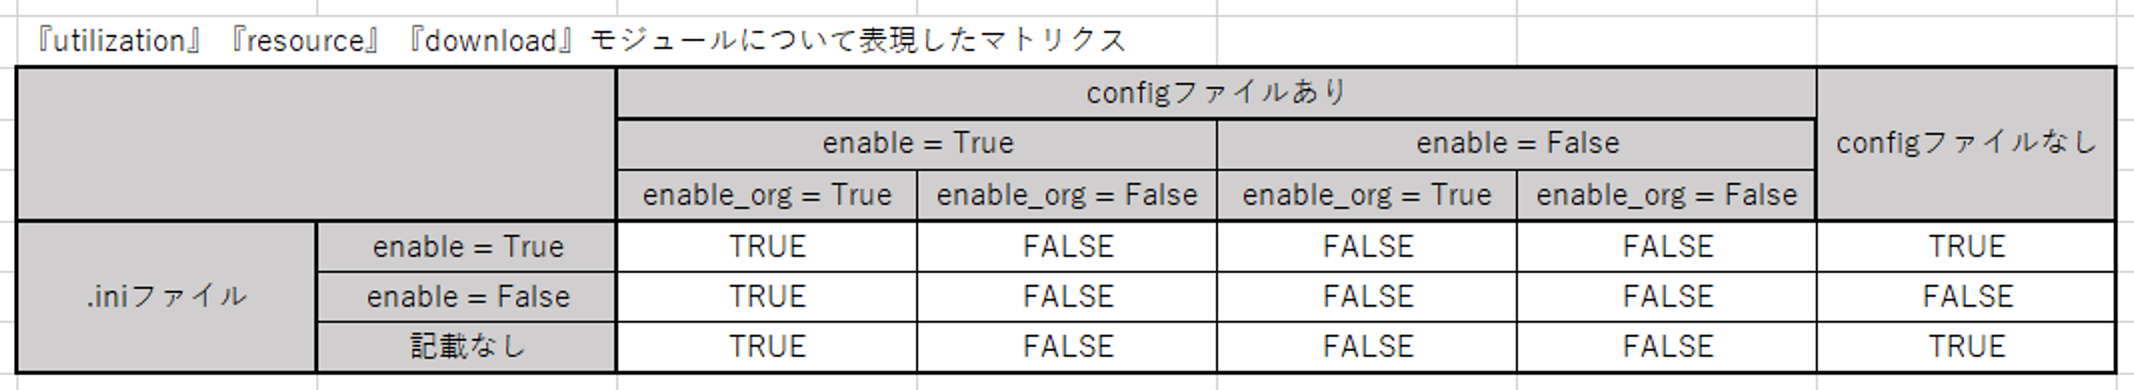 『utilization』『resource』『download』モジュールについて表現したマトリクス
configファイルあり
configファイルなし
enable = True enable = False
enable_org = True enable_org = False enable_org = True enable_org = False
.iniファイル
enable = True TRUE FALSE FALSE FALSE TRUE
enable = False TRUE FALSE FALSE FALSE FALSE
記載なし TRUE FALSE FALSE FALSE TRUE